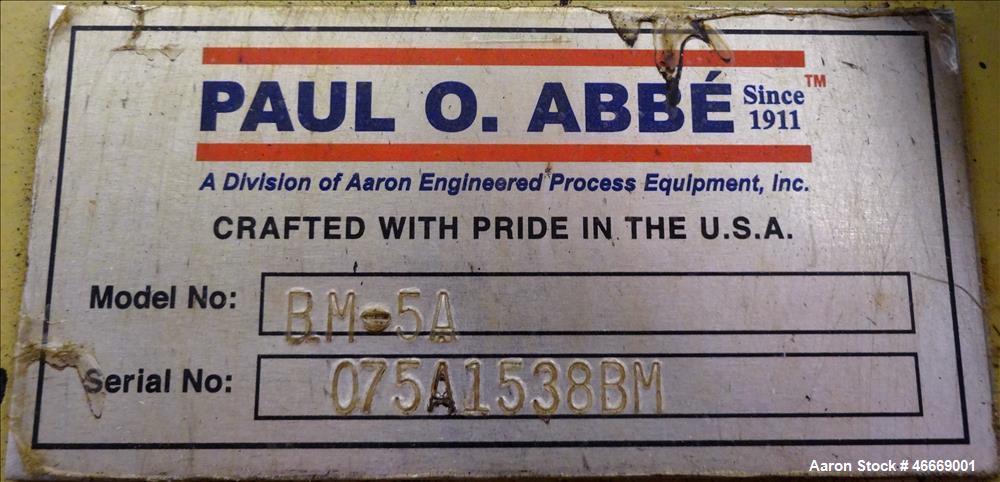 PAUL O. ABBÉ Since 1911 ™
A Division of Aaron Engineered Process Equipment, Inc.
CRAFTED WITH PRIDE IN THE U.S.A.
Model No: BM-5A
Serial No: 075A1538BM
Aaron Stock # 46669001